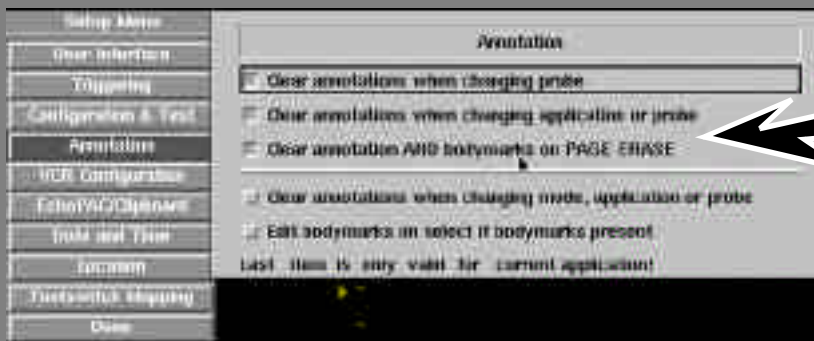 Setup Menu
User Interface
Triggering
Configuration & Test
Annotation
VCR Configuration
EchoPAC/Clipboard
Date and Time
Location
Footswitch Mapping
Done
Annotation
Clear annotations when changing probe
Clear annotations when changing application or probe
Clear annotation AND bodymarks on PAGE ERASE
Clear annotations when changing mode, application or probe
Edit bodymarks on select if bodymarks present
Last item is only valid for current application!